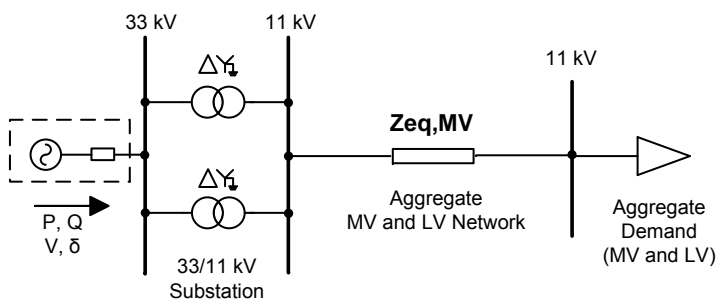 33 kV
11 kV
11 kV
Δ
Δ
Zeq,MV
Aggregate
MV and LV Network
Aggregate
Demand
(MV and LV)
P, Q
V, δ
33/11 kV
Substation